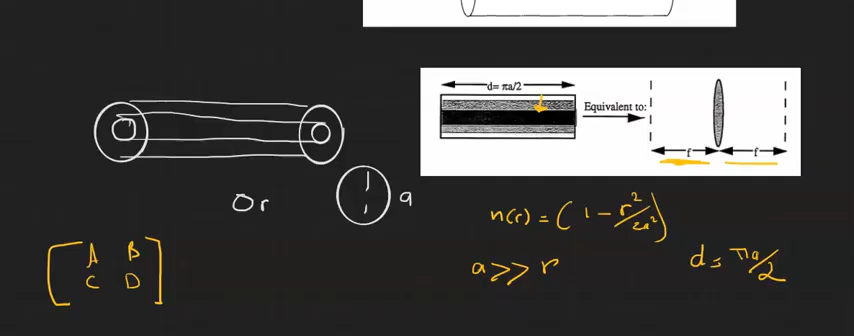 d= πa/2
Equivalent to:
f f
Or
a
n(r) = (1 - r²/2a²)
a >> r
d = πa/2
A B
C D